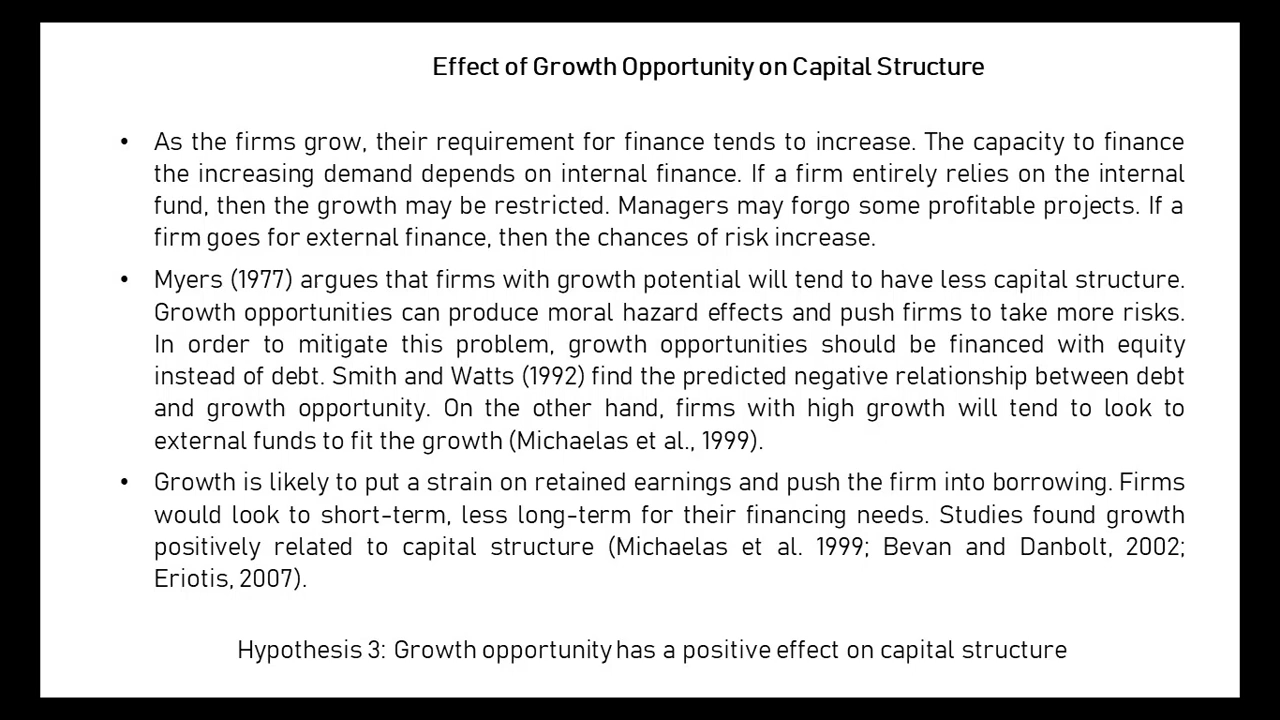 Effect of Growth Opportunity on Capital Structure
• As the firms grow, their requirement for finance tends to increase. The capacity to finance
the increasing demand depends on internal finance. If a firm entirely relies on the internal
fund, then the growth may be restricted. Managers may forgo some profitable projects. If a
firm goes for external finance, then the chances of risk increase.
• Myers (1977) argues that firms with growth potential will tend to have less capital structure.
Growth opportunities can produce moral hazard effects and push firms to take more risks.
In order to mitigate this problem, growth opportunities should be financed with equity
instead of debt. Smith and Watts (1992) find the predicted negative relationship between debt
and growth opportunity. On the other hand, firms with high growth will tend to look to
external funds to fit the growth (Michaelas et al., 1999).
• Growth is likely to put a strain on retained earnings and push the firm into borrowing. Firms
would look to short-term, less long-term for their financing needs. Studies found growth
positively related to capital structure (Michaelas et al. 1999; Bevan and Danbolt, 2002;
Eriotis, 2007).
Hypothesis 3: Growth opportunity has a positive effect on capital structure